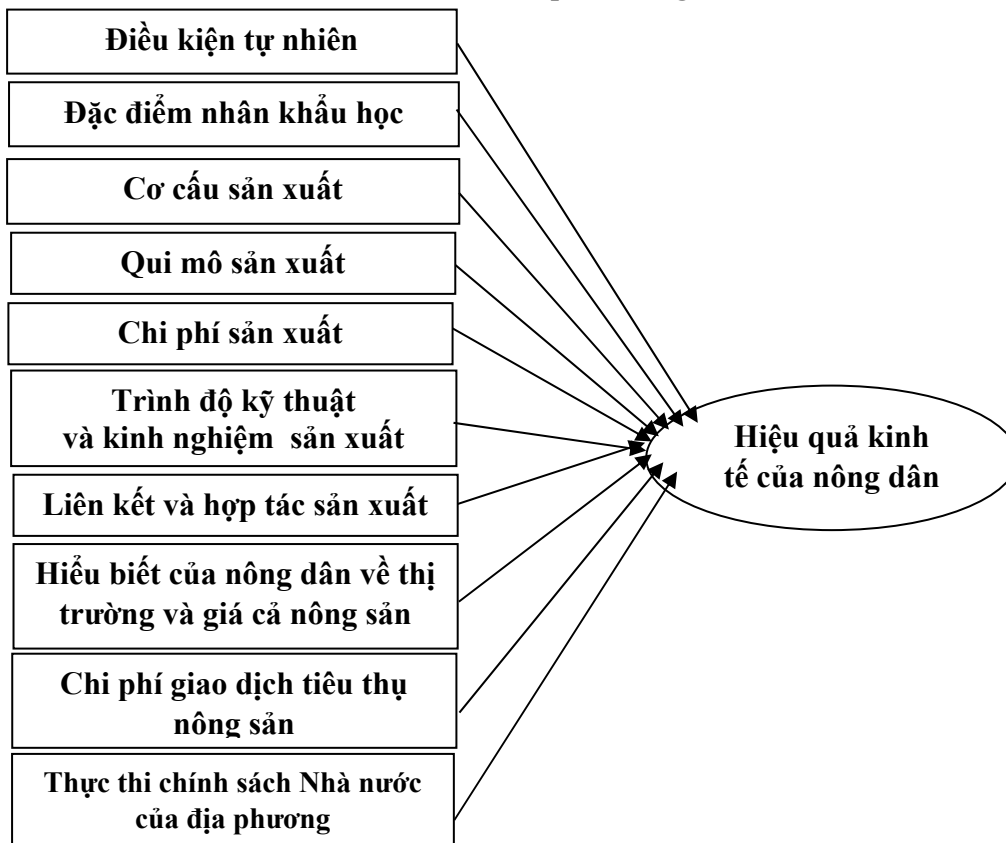 Điều kiện tự nhiên
Đặc điểm nhân khẩu học
Cơ cấu sản xuất
Qui mô sản xuất
Chi phí sản xuất
Trình độ kỹ thuật
và kinh nghiệm sản xuất
Liên kết và hợp tác sản xuất
Hiểu biết của nông dân về thị
trường và giá cả nông sản
Chi phí giao dịch tiêu thụ
nông sản
Thực thi chính sách Nhà nước
của địa phương
Hiệu quả kinh
tế của nông dân